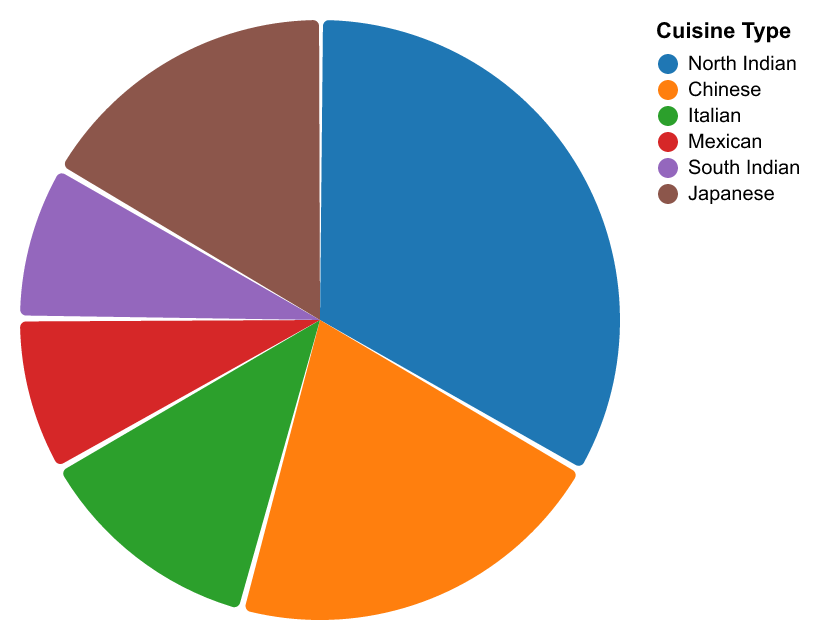 Cuisine Type
North Indian
Chinese
Italian
Mexican
South Indian
Japanese